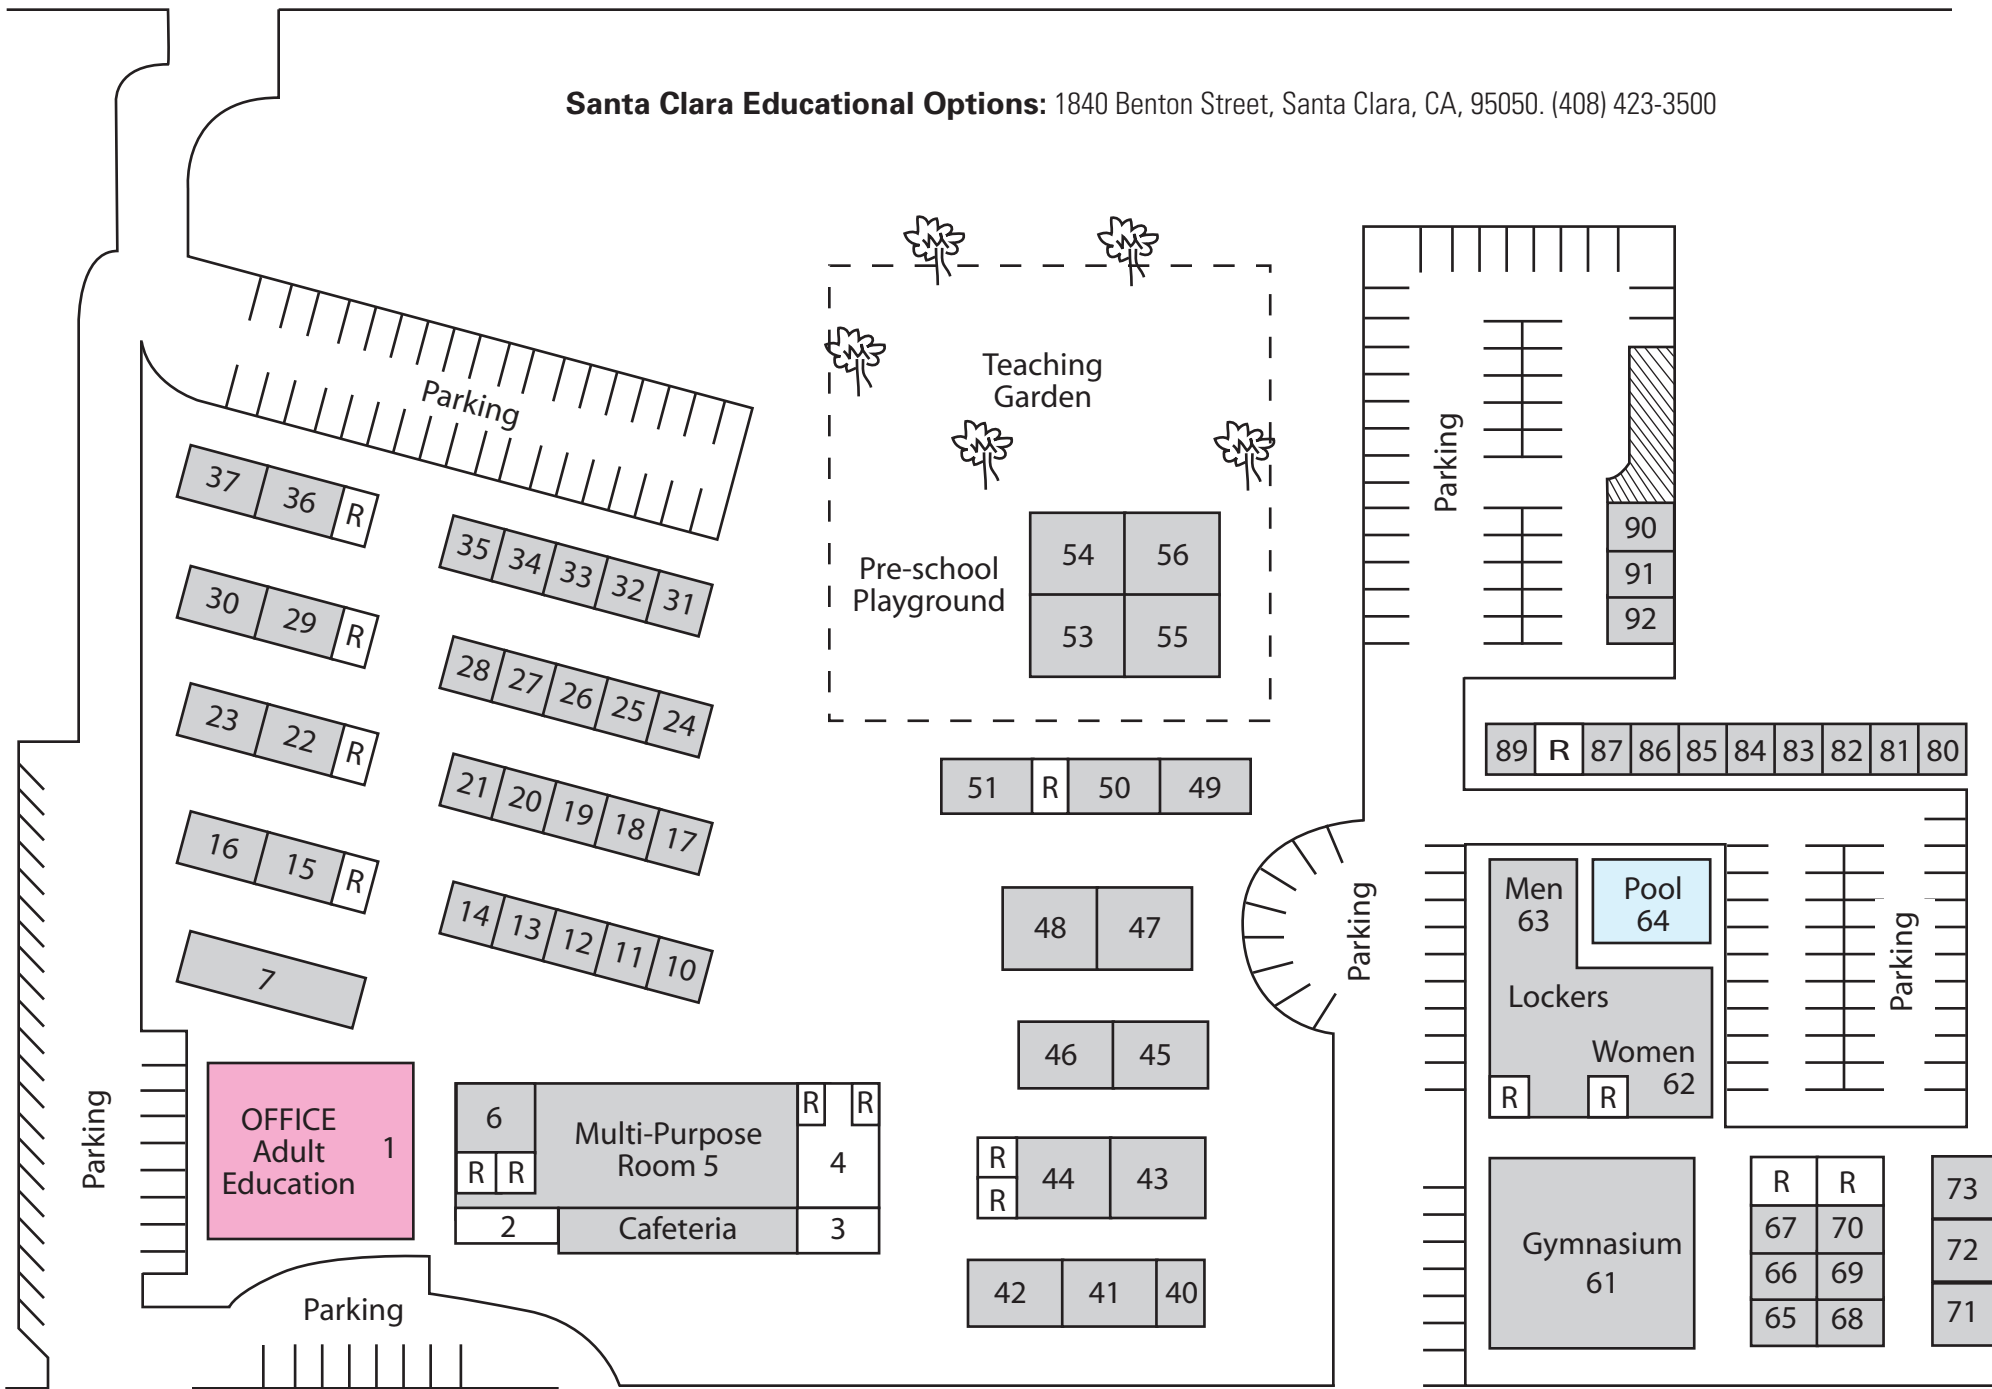 Santa Clara Educational Options: 1840 Benton Street, Santa Clara, CA, 95050. (408) 423-3500
Parking
37 36 R
35 34 33 32 31
30 29 R
28 27 26 25 24
23 22 R
21 20 19 18 17
16 15 R
14 13 12 11 10
7
Parking
OFFICE
Adult
Education
1
6
R R
Multi-Purpose
Room 5
R R
4
2
Cafeteria
3
Parking
Teaching
Garden
Pre-school
Playground
54 56
53 55
51 R 50 49
48 47
46 45
R
R
44 43
42 41 40
Parking
90
91
92
89 R 87 86 85 84 83 82 81 80
Parking
Men
63
Pool
64
Lockers
Women
62
R R
Parking
Gymnasium
61
R R
67 70
66 69
65 68
73
72
71